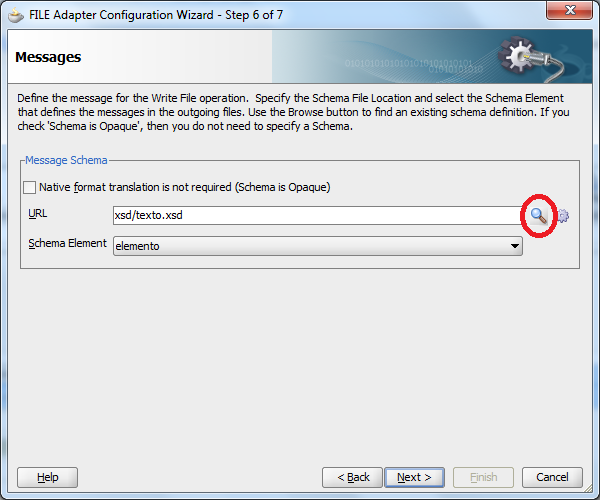 FILE Adapter Configuration Wizard - Step 6 of 7
Messages
Define the message for the Write File operation.  Specify the Schema File Location and select the Schema Element
that defines the messages in the outgoing files. Use the Browse button to find an existing schema definition. If you
check 'Schema is Opaque', then you do not need to specify a Schema.
Message Schema
Native format translation is not required (Schema is Opaque)
URL
xsd/texto.xsd
Schema Element
elemento
Help
< Back
Next >
Finish
Cancel